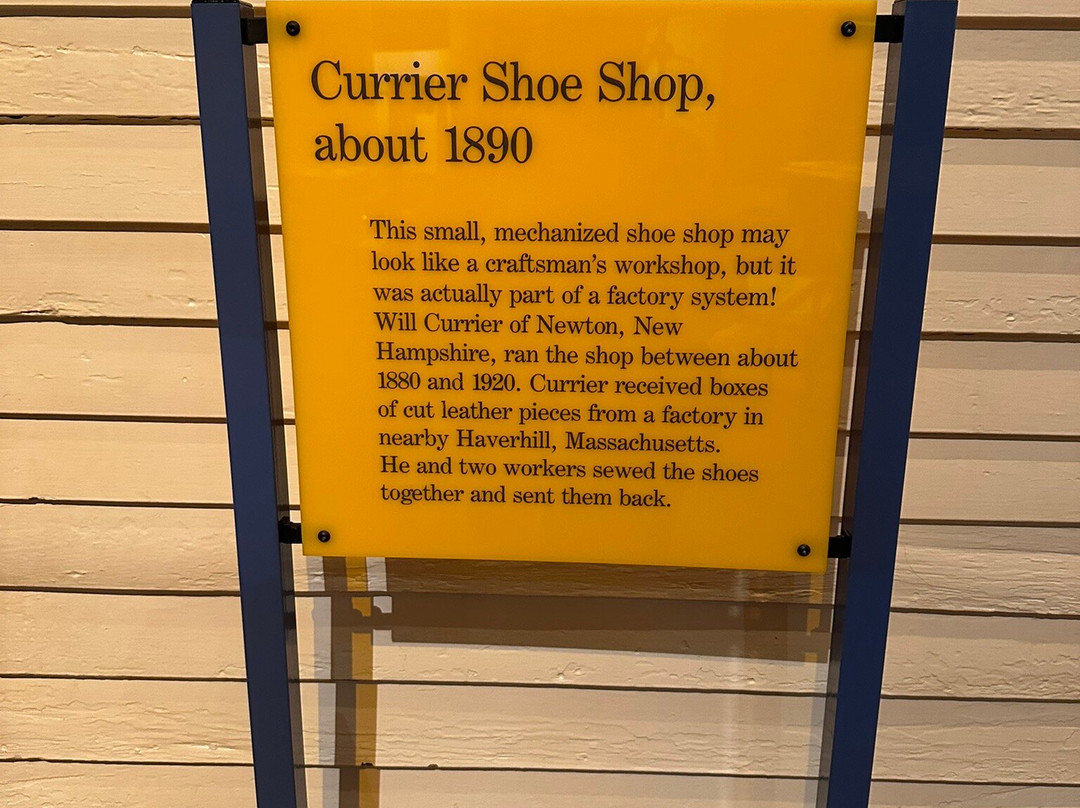 Currier Shoe Shop,
about 1890
This small, mechanized shoe shop may
look like a craftsman’s workshop, but it
was actually part of a factory system!
Will Currier of Newton, New
Hampshire, ran the shop between about
1880 and 1920. Currier received boxes
of cut leather pieces from a factory in
nearby Haverhill, Massachusetts.
He and two workers sewed the shoes
together and sent them back.